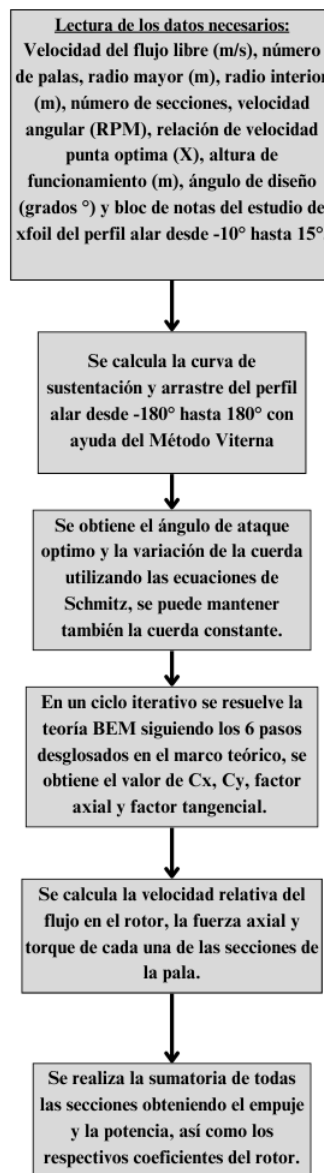 Lectura de los datos necesarios:
Velocidad del flujo libre (m/s), número
de palas, radio mayor (m), radio interior
(m), número de secciones, velocidad
angular (RPM), relación de velocidad
punta optima (X), altura de
funcionamiento (m), ángulo de diseño
(grados °) y bloc de notas del estudio de
xfoil del perfil alar desde -10° hasta 15°
Se calcula la curva de
sustentación y arrastre del perfil
alar desde -180° hasta 180° con
ayuda del Método Viterna
Se obtiene el ángulo de ataque
optimo y la variación de la cuerda
utilizando las ecuaciones de
Schmitz, se puede mantener
también la cuerda constante.
En un ciclo iterativo se resuelve la
teoría BEM siguiendo los 6 pasos
desglosados en el marco teórico, se
obtiene el valor de Cx, Cy, factor
axial y factor tangencial.
Se calcula la velocidad relativa del
flujo en el rotor, la fuerza axial y
torque de cada una de las secciones de
la pala.
Se realiza la sumatoria de todas
las secciones obteniendo el empuje
y la potencia, así como los
respectivos coeficientes del rotor.